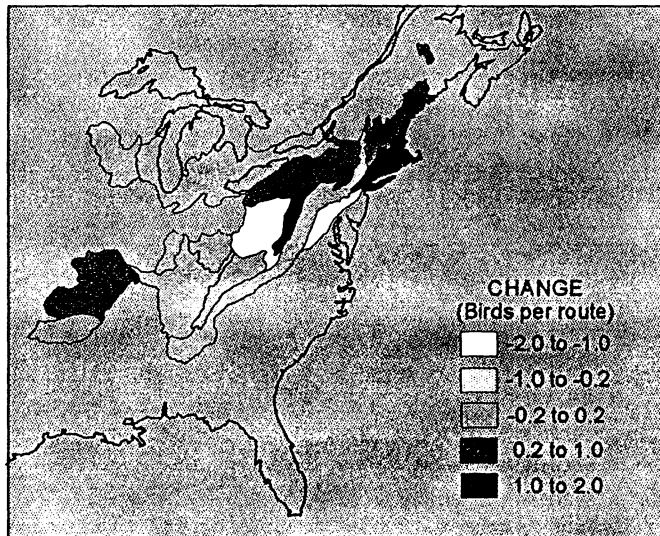 CHANGE
(Birds per route)
-2.0 to -1.0
-1.0 to -0.2
-0.2 to 0.2
0.2 to 1.0
1.0 to 2.0